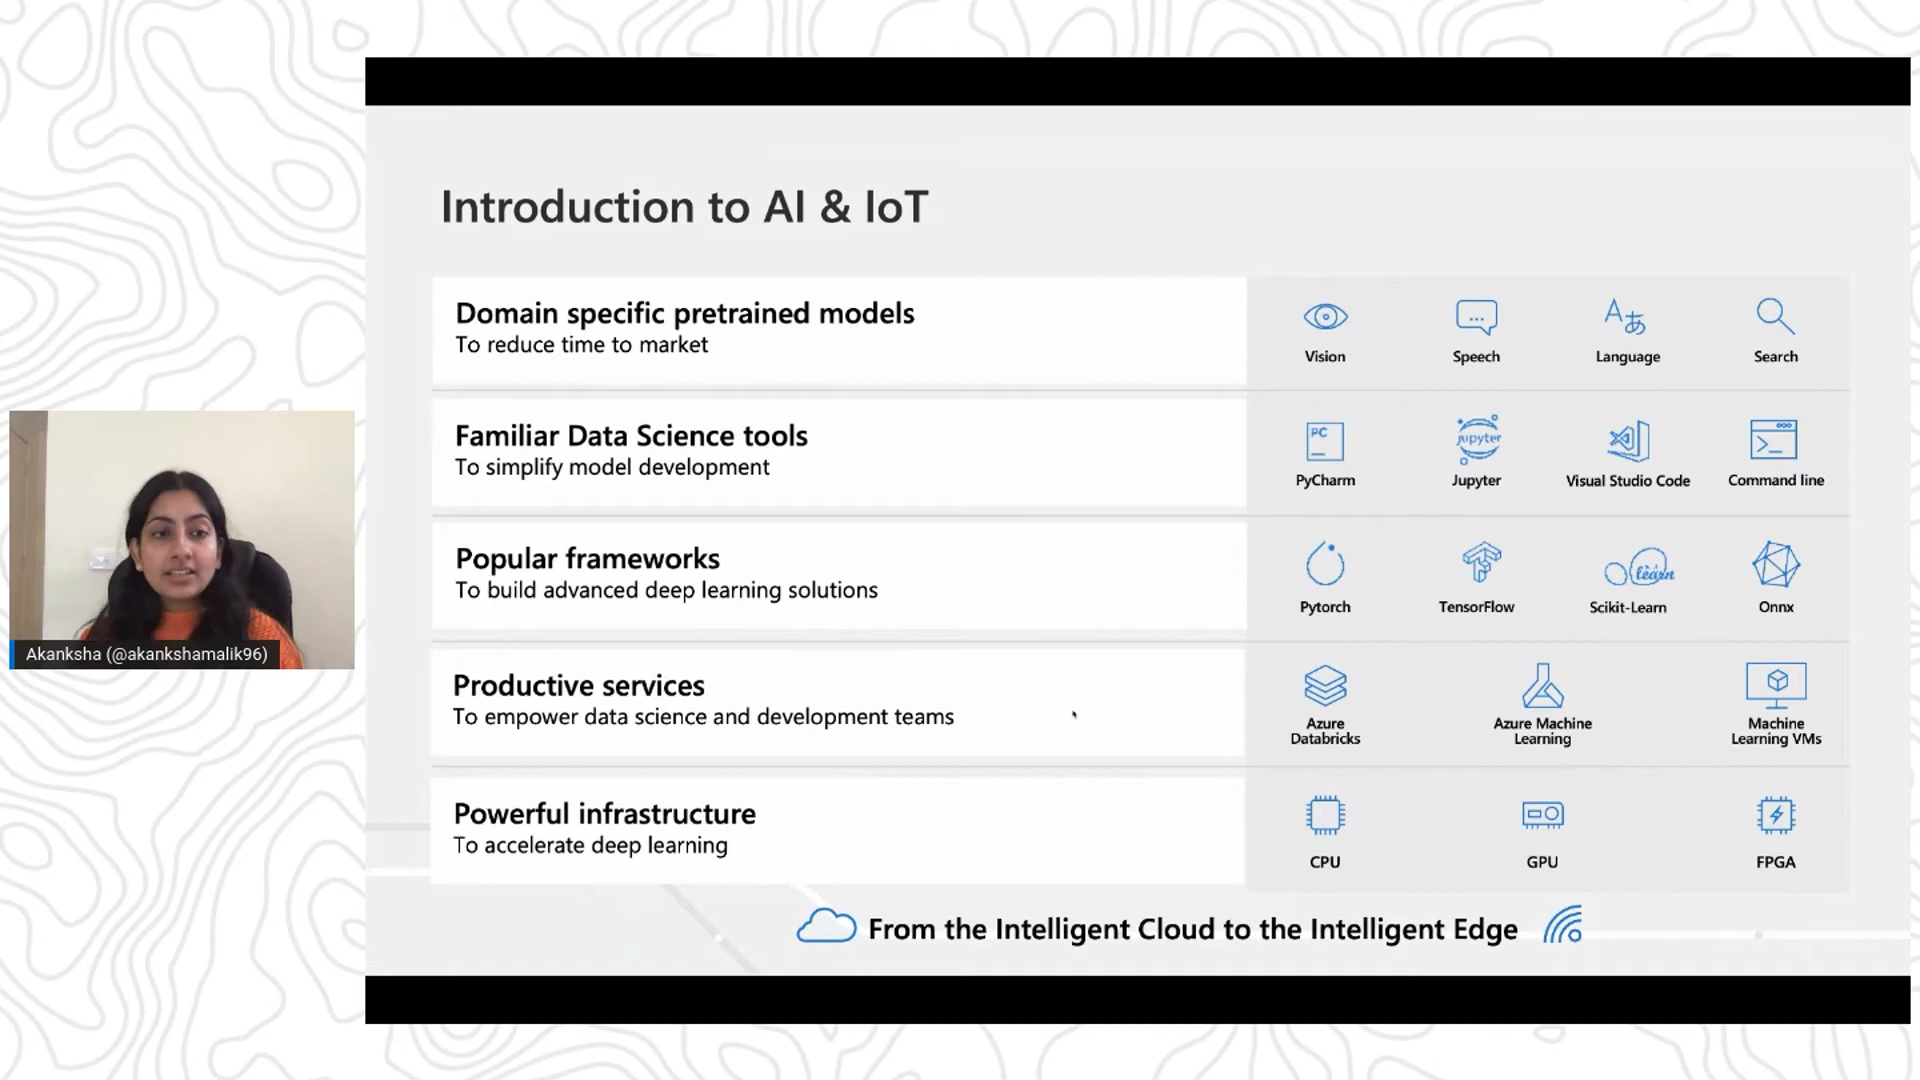 Introduction to AI & IoT
Domain specific pretrained models
To reduce time to market
Vision
Speech
Language
Search
Familiar Data Science tools
To simplify model development
PC
PyCharm
jupyter
Jupyter
Visual Studio Code
Command line
Popular frameworks
To build advanced deep learning solutions
Pytorch
TensorFlow
learn
Scikit-Learn
Onnx
Productive services
To empower data science and development teams
Azure
Databricks
Azure Machine
Learning
Machine
Learning VMs
Powerful infrastructure
To accelerate deep learning
CPU
GPU
FPGA
From the Intelligent Cloud to the Intelligent Edge
Akanksha (@akankshamalik96)